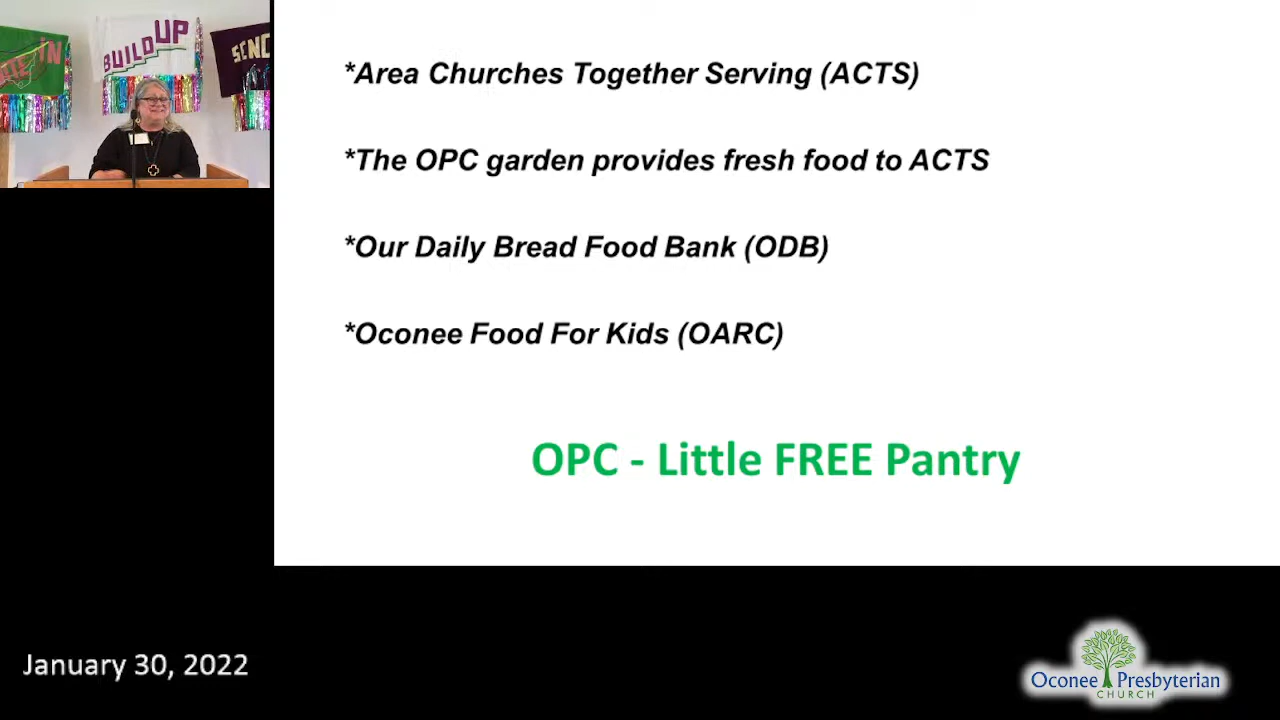 BUILD UP
*Area Churches Together Serving (ACTS)
*The OPC garden provides fresh food to ACTS
*Our Daily Bread Food Bank (ODB)
*Oconee Food For Kids (OARC)
OPC - Little FREE Pantry
January 30, 2022
Oconee Presbyterian
CHURCH